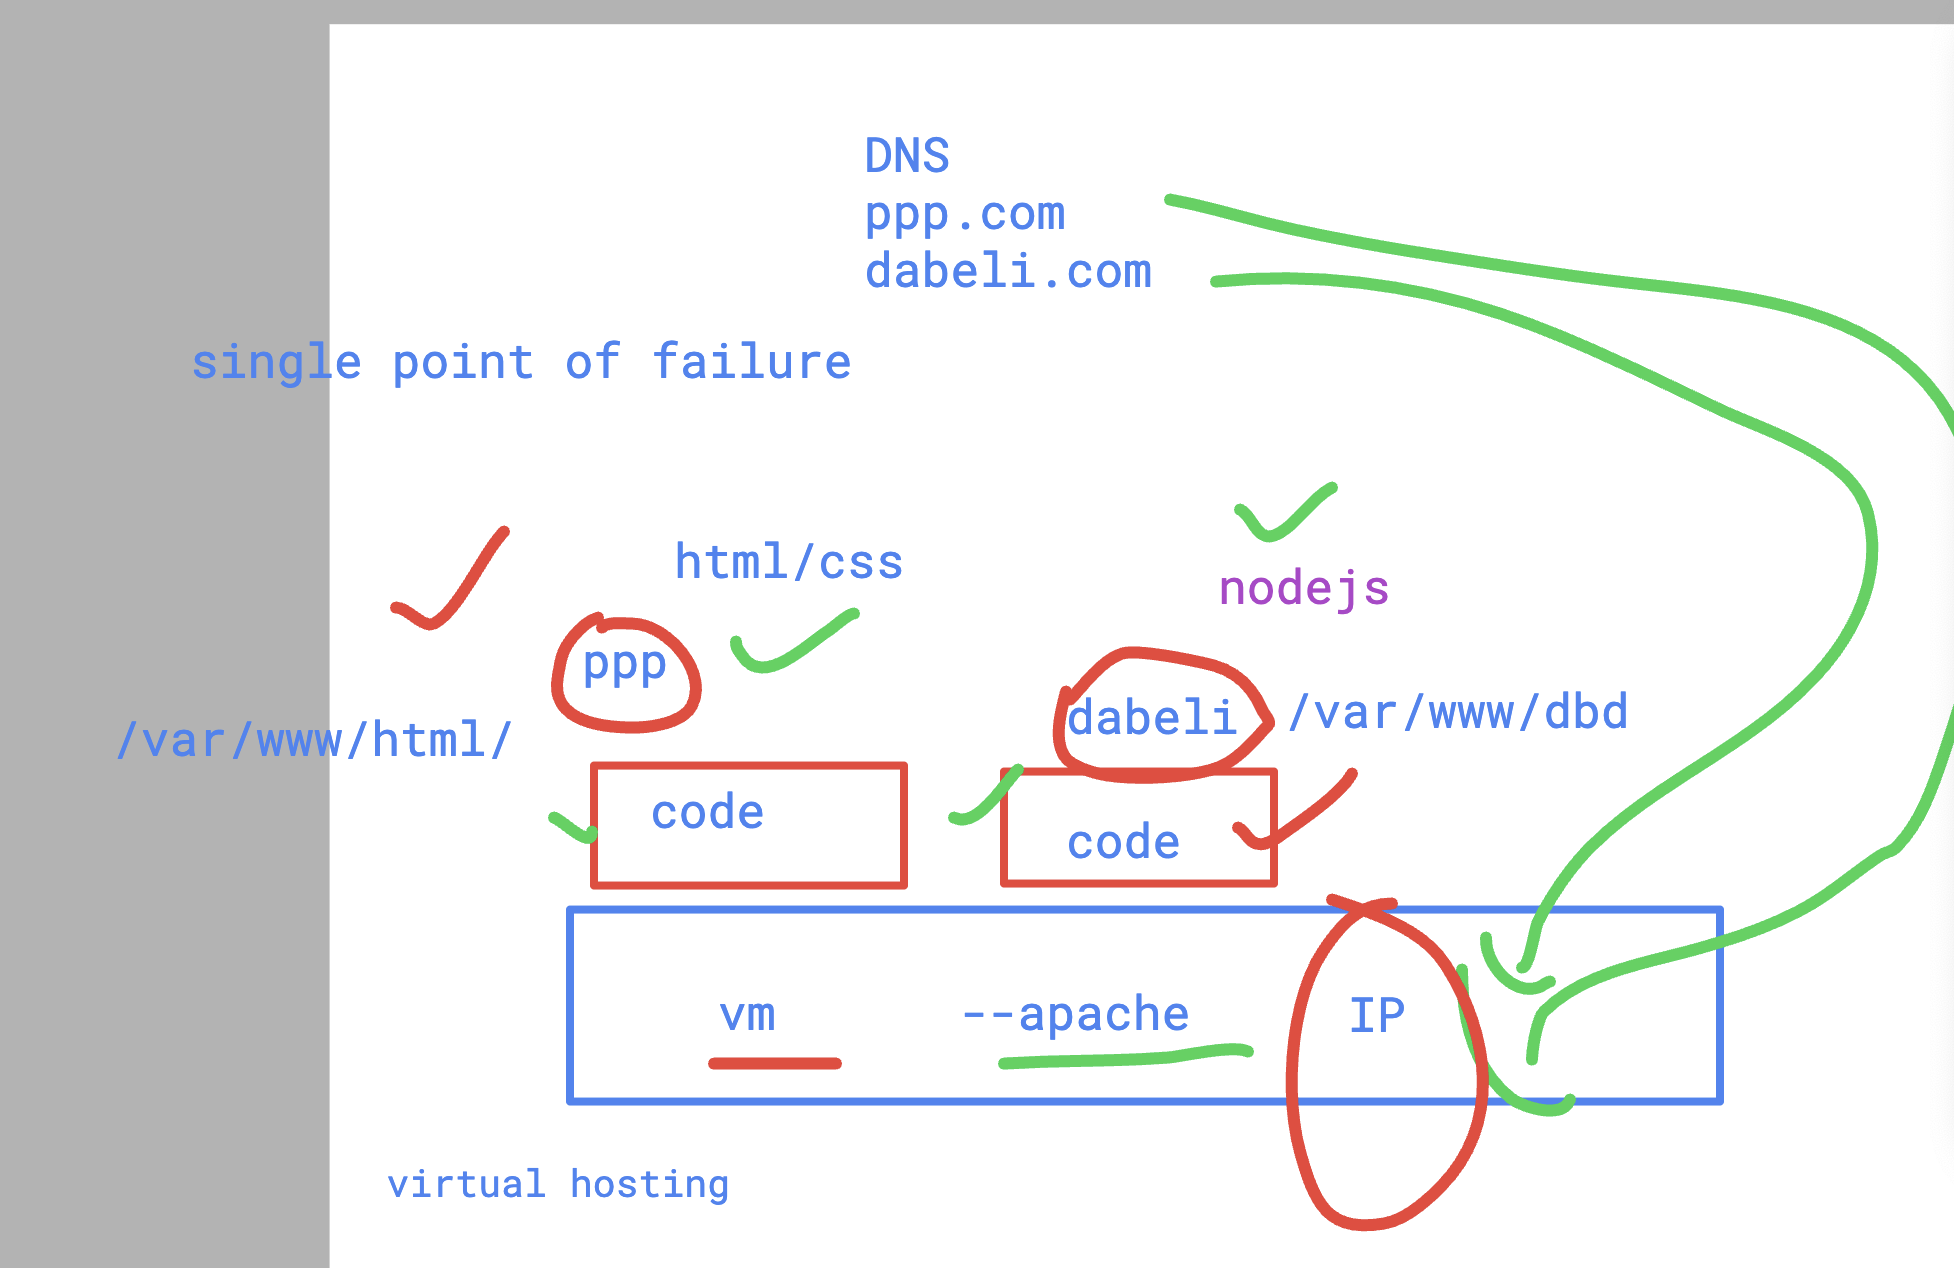 DNS
ppp.com
dabeli.com
single point of failure
html/css
nodejs
ppp
dabeli
/var/www/dbd
/var/www/html/
code
code
vm
--apache
IP
virtual hosting